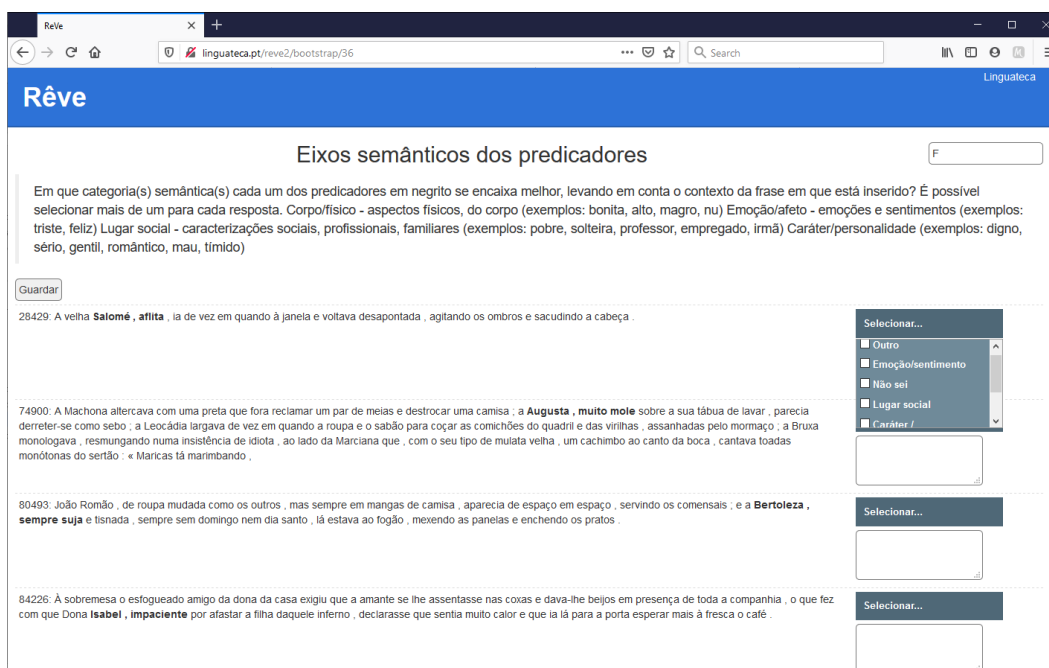 ReVe
linguateca.pt/reve2/bootstrap/36
Search
Linguateca
Rêve
Eixos semânticos dos predicadores
F
Em que categoria(s) semântica(s) cada um dos predicadores em negrito se encaixa melhor, levando em conta o contexto da frase em que está inserido? É possível
selecionar mais de um para cada resposta. Corpo/físico - aspectos físicos, do corpo (exemplos: bonita, alto, magro, nu) Emoção/afeto - emoções e sentimentos (exemplos:
triste, feliz) Lugar social - caracterizações sociais, profissionais, familiares (exemplos: pobre, solteira, professor, empregado, irmã) Caráter/personalidade (exemplos: digno,
sério, gentil, romântico, mau, tímido)
Guardar
28429: A velha Salomé , aflita , ia de vez em quando à janela e voltava desapontada , agitando os ombros e sacudindo a cabeça .
Selecionar...
Outro
Emoção/sentimento
Não sei
Lugar social
Caráter /
74900: A Machona altercava com uma preta que fora reclamar um par de meias e destrocar uma camisa ; a Augusta , muito mole sobre a sua tábua de lavar , parecia
derreter-se como sebo ; a Leocádia largava de vez em quando a roupa e o sabão para coçar as comichões do quadril e das virilhas , assanhadas pelo mormaço ; a Bruxa
monologava , resmungando numa insistência de idiota , ao lado da Marciana que , com o seu tipo de mulata velha , um cachimbo ao canto da boca , cantava toadas
monótonas do sertão : « Maricas tá marimbando ,
80493: João Romão , de roupa mudada como os outros , mas sempre em mangas de camisa , aparecia de espaço em espaço , servindo os comensais ; e a Bertoleza ,
sempre suja e tisnada , sempre sem domingo nem dia santo , lá estava ao fogão , mexendo as panelas e enchendo os pratos .
Selecionar...
84226: À sobremesa o esfogueado amigo da dona da casa exigiu que a amante se lhe assentasse nas coxas e dava-lhe beijos em presença de toda a companhia , o que fez
com que Dona Isabel , impaciente por afastar a filha daquele inferno , declarasse que sentia muito calor e que ia lá para a porta esperar mais à fresca o café .
Selecionar...